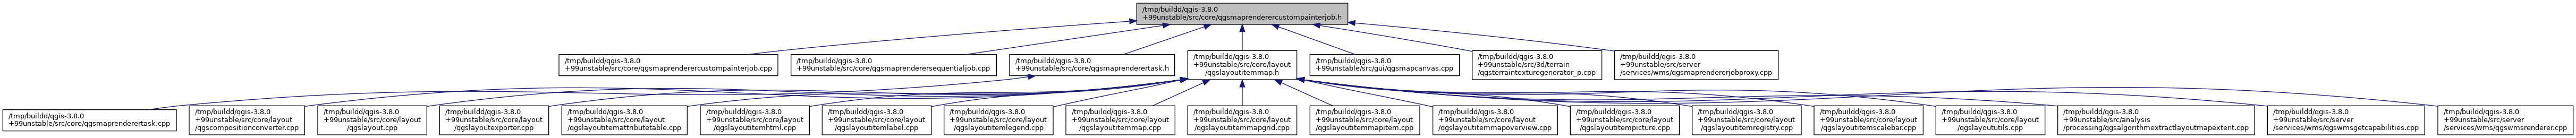 /tmp/buildd/qgis-3.8.0
+99unstable/src/core/qgsmaprenderercustompainterjob.h
/tmp/buildd/qgis-3.8.0
+99unstable/src/core/qgsmaprenderercustompainterjob.cpp
/tmp/buildd/qgis-3.8.0
+99unstable/src/core/qgsmaprenderersequentialjob.cpp
/tmp/buildd/qgis-3.8.0
+99unstable/src/core/qgsmaprenderertask.h
/tmp/buildd/qgis-3.8.0
+99unstable/src/core/layout
/qgslayoutitemmap.h
/tmp/buildd/qgis-3.8.0
+99unstable/src/gui/qgsmapcanvas.cpp
/tmp/buildd/qgis-3.8.0
+99unstable/src/3d/terrain
/qgsterraintexturegenerator_p.cpp
/tmp/buildd/qgis-3.8.0
+99unstable/src/server
/services/wms/qgsmaprendererjobproxy.cpp
/tmp/buildd/qgis-3.8.0
+99unstable/src/core/qgsmaprenderertask.cpp
/tmp/buildd/qgis-3.8.0
+99unstable/src/core/layout
/qgscompositionconverter.cpp
/tmp/buildd/qgis-3.8.0
+99unstable/src/core/layout
/qgslayout.cpp
/tmp/buildd/qgis-3.8.0
+99unstable/src/core/layout
/qgslayoutexporter.cpp
/tmp/buildd/qgis-3.8.0
+99unstable/src/core/layout
/qgslayoutitemattributetable.cpp
/tmp/buildd/qgis-3.8.0
+99unstable/src/core/layout
/qgslayoutitemhtml.cpp
/tmp/buildd/qgis-3.8.0
+99unstable/src/core/layout
/qgslayoutitemlabel.cpp
/tmp/buildd/qgis-3.8.0
+99unstable/src/core/layout
/qgslayoutitemlegend.cpp
/tmp/buildd/qgis-3.8.0
+99unstable/src/core/layout
/qgslayoutitemmap.cpp
/tmp/buildd/qgis-3.8.0
+99unstable/src/core/layout
/qgslayoutitemmapgrid.cpp
/tmp/buildd/qgis-3.8.0
+99unstable/src/core/layout
/qgslayoutitemmapitem.cpp
/tmp/buildd/qgis-3.8.0
+99unstable/src/core/layout
/qgslayoutitemmapoverview.cpp
/tmp/buildd/qgis-3.8.0
+99unstable/src/core/layout
/qgslayoutitempicture.cpp
/tmp/buildd/qgis-3.8.0
+99unstable/src/core/layout
/qgslayoutitemregistry.cpp
/tmp/buildd/qgis-3.8.0
+99unstable/src/core/layout
/qgslayoutitemscalebar.cpp
/tmp/buildd/qgis-3.8.0
+99unstable/src/core/layout
/qgslayoututils.cpp
/tmp/buildd/qgis-3.8.0
+99unstable/src/analysis
/processing/qgsalgorithmextractlayoutmapextent.cpp
/tmp/buildd/qgis-3.8.0
+99unstable/src/server
/services/wms/qgswmsgetcapabilities.cpp
/tmp/buildd/qgis-3.8.0
+99unstable/src/server
/services/wms/qgswmsrenderer.cpp